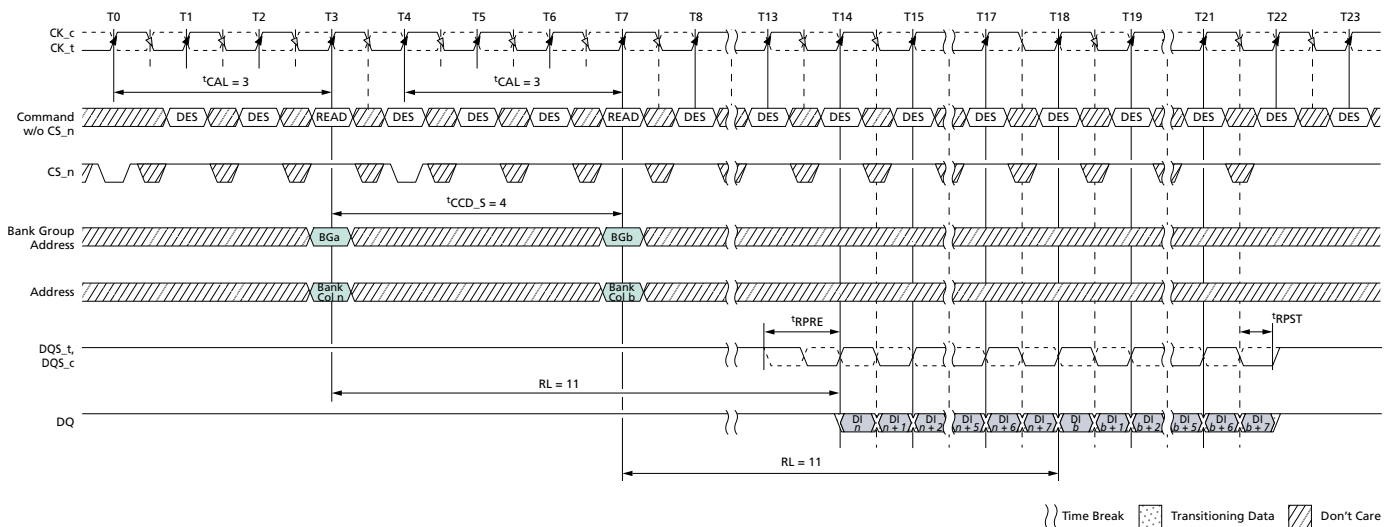 T0 T1 T2 T3 T4 T5 T6 T7 T8 T13 T14 T15 T17 T18 T19 T21 T22 T23
CK_c
CK_t
tCAL = 3 tCAL = 3
Command
w/o CS_n
DES DES READ DES DES DES READ DES DES DES DES DES DES DES DES DES DES
CS_n
tCCD_S = 4
Bank Group
Address
BGa BGb
Address
Bank
Col n
Bank
Col b
tRPRE tRPST
DQS_t,
DQS_c
RL = 11
DQ
DI
n
DI
n + 1
DI
n + 2
DI
n + 5
DI
n + 6
DI
n + 7
DI
b
DI
b + 1
DI
b + 2
DI
b + 5
DI
b + 6
DI
b + 7
RL = 11
Time Break Transitioning Data Don't Care